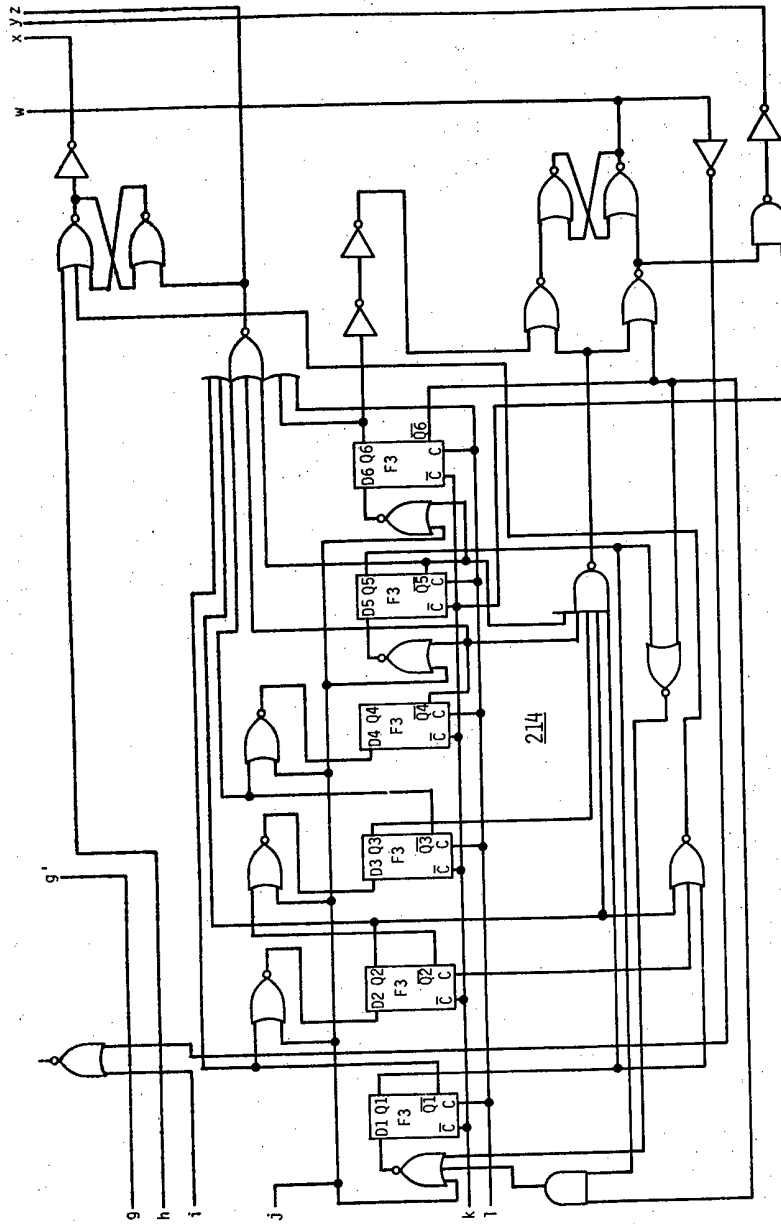 g
h
i
j
k
l
g'
w
x
y z
D1 Q1
F3
Q̅1
C̅ C
D2 Q2
F3
Q̅2
C̅ C
D3 Q3
F3
Q̅3
C̅ C
D4 Q4
F3
Q̅4
C̅ C
D5 Q5
F3
Q̅5
C̅ C
D6 Q6
F3
Q̅6
C̅ C
214